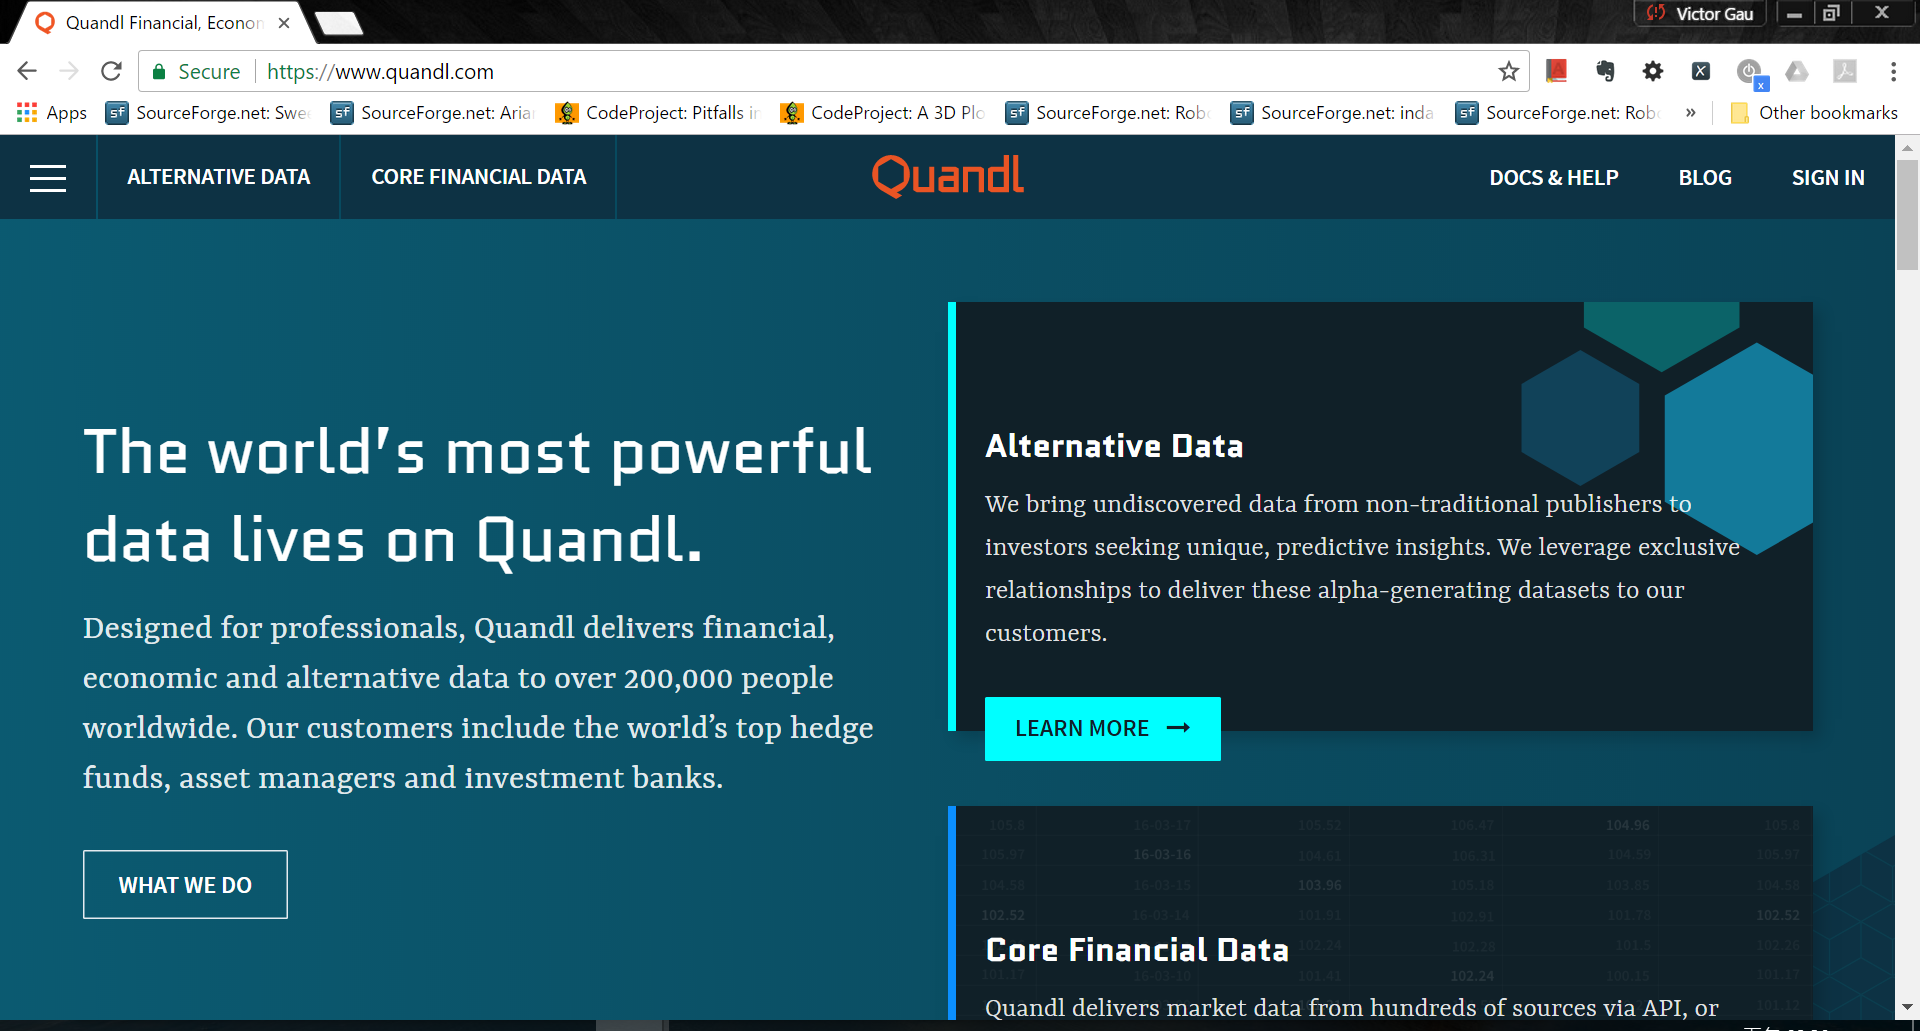 Quandl Financial, Econon
Victor Gau
Secure
https://www.quandl.com
Apps
SourceForge.net: Swe
SourceForge.net: Aria
CodeProject: Pitfalls in
CodeProject: A 3D Plo
SourceForge.net: Rob
SourceForge.net: inda
SourceForge.net: Rob
»
Other bookmarks
ALTERNATIVE DATA
CORE FINANCIAL DATA
Quandl
DOCS & HELP
BLOG
SIGN IN
The world's most powerful
data lives on Quandl.
Designed for professionals, Quandl delivers financial,
economic and alternative data to over 200,000 people
worldwide. Our customers include the world’s top hedge
funds, asset managers and investment banks.
WHAT WE DO
Alternative Data
We bring undiscovered data from non-traditional publishers to
investors seeking unique, predictive insights. We leverage exclusive
relationships to deliver these alpha-generating datasets to our
customers.
LEARN MORE →
105.8 16-03-17 105.52 106.47 104.96 105.8
105.97 16-03-16 104.61 106.31 104.59 105.97
104.58 16-03-15 103.96 105.18 103.85 104.58
102.52 16-03-14 101.91 102.91 101.78 102.52
102.24 102.28 101.5 102.26
Core Financial Data
101.17 16-03-10 101.41 102.24 100.15 101.17
Quandl delivers market data from hundreds of sources via API, or
101.12